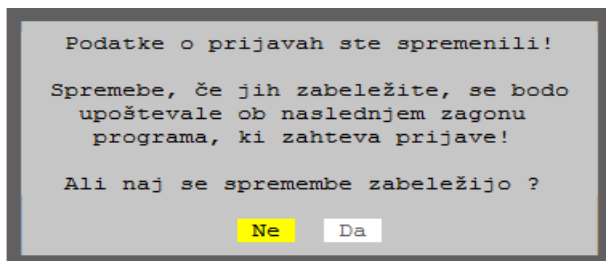 Podatke o prijavah ste spremenili!
Spremebe, če jih zabeležite, se bodo
upoštevale ob naslednjem zagonu
programa, ki zahteva prijave!
Ali naj se spremembe zabeležijo ?
Ne Da